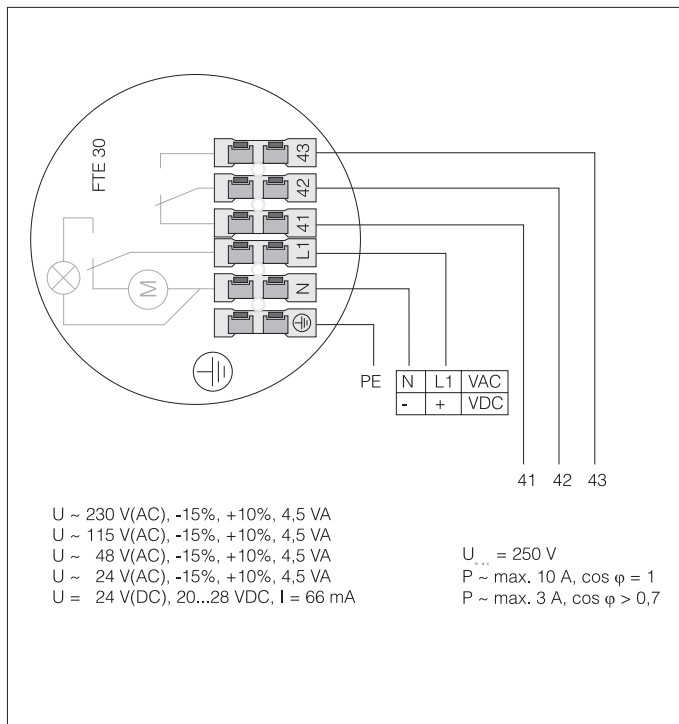 FTE 30
43
42
41
L1
N
M
PE
N L1 VAC
- + VDC
41 42 43
U ~ 230 V(AC), -15%, +10%, 4,5 VA
U ~ 115 V(AC), -15%, +10%, 4,5 VA
U ~ 48 V(AC), -15%, +10%, 4,5 VA
U ~ 24 V(AC), -15%, +10%, 4,5 VA
U = 24 V(DC), 20...28 VDC, I = 66 mA
U = 250 V
P ~ max. 10 A, cos φ = 1
P ~ max. 3 A, cos φ > 0,7